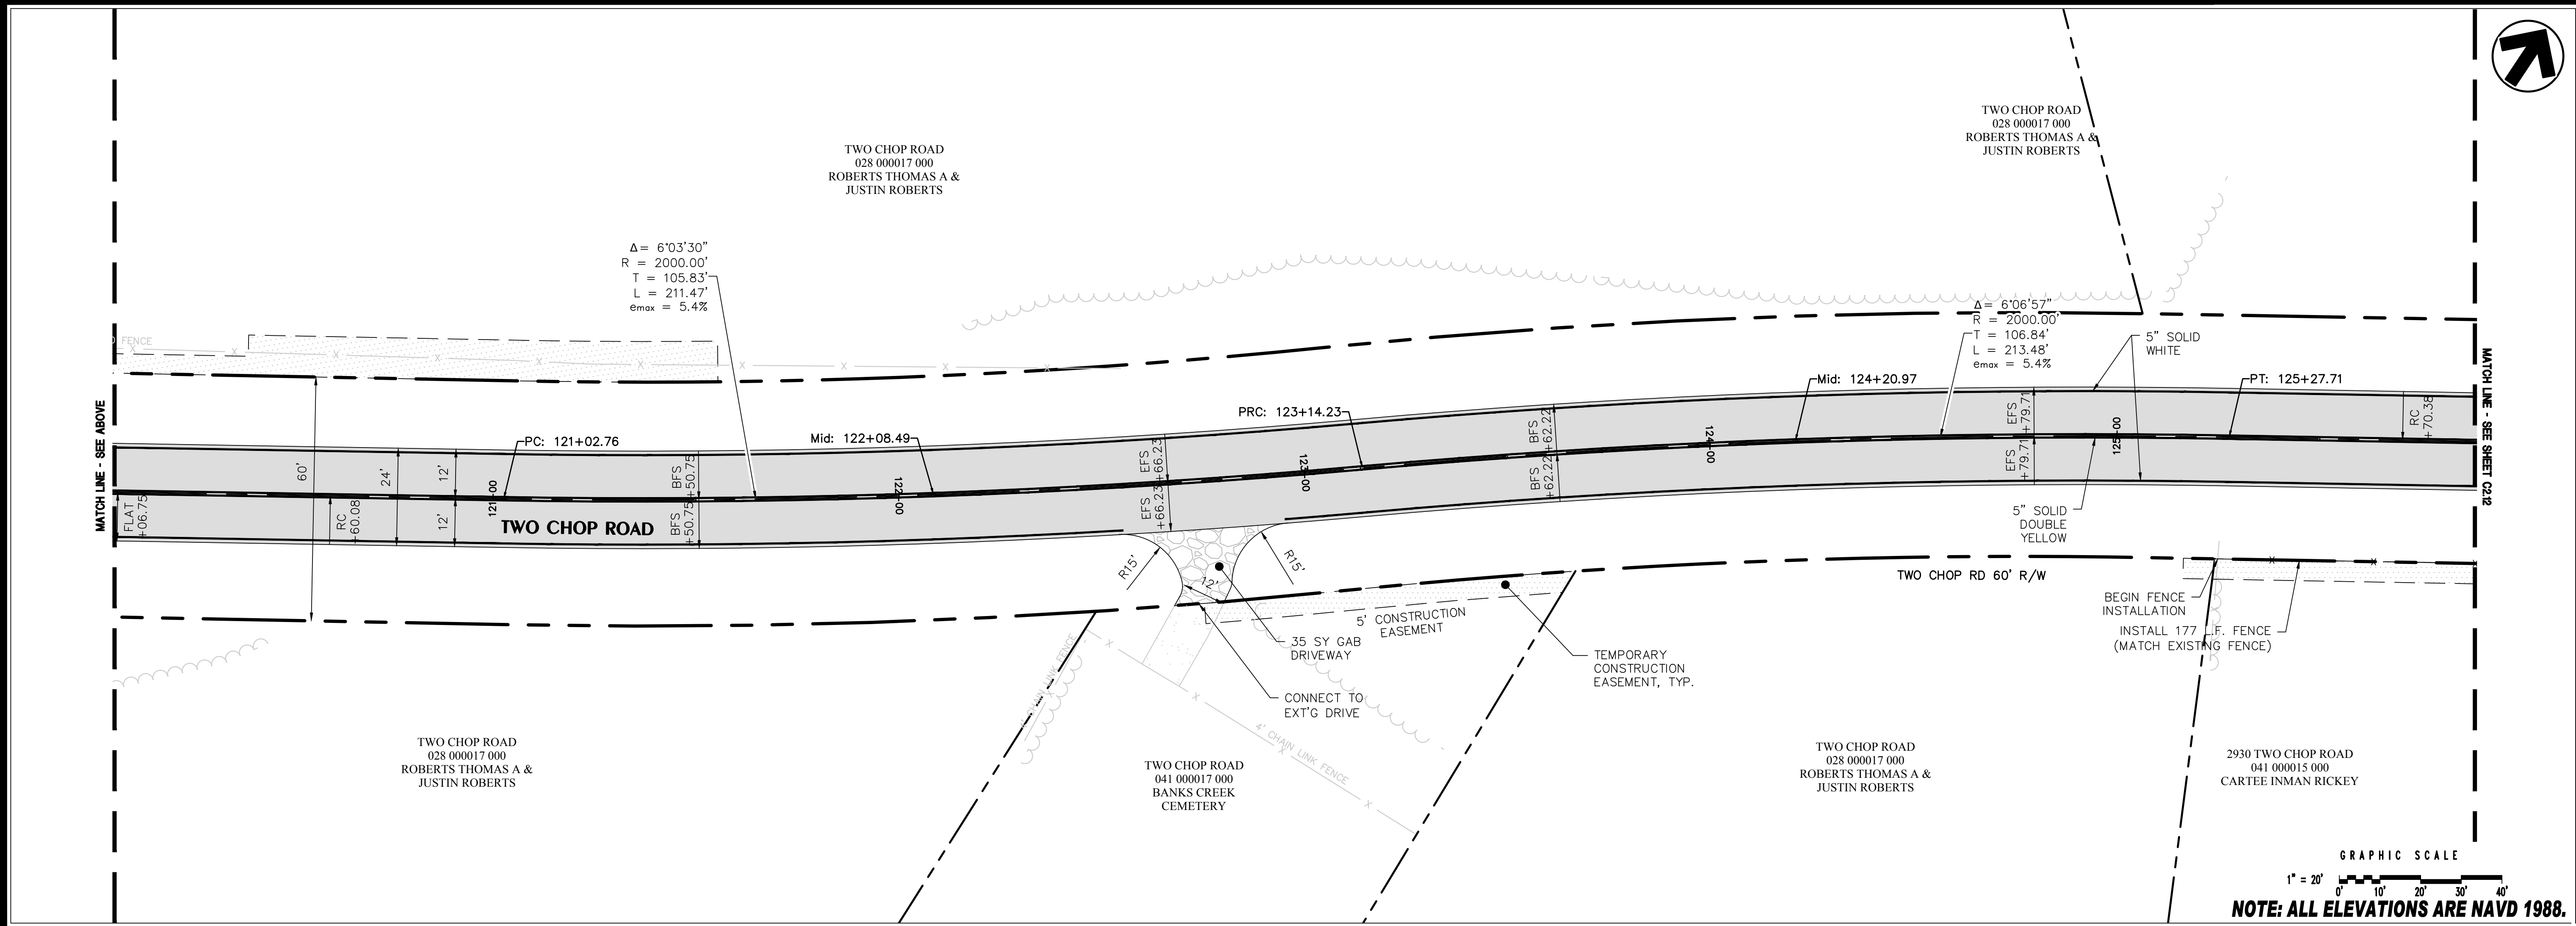 TWO CHOP ROAD
028 000017 000
ROBERTS THOMAS A &
JUSTIN ROBERTS
TWO CHOP ROAD
028 000017 000
ROBERTS THOMAS A &
JUSTIN ROBERTS
Δ= 6°03'30"
R = 2000.00'
T = 105.83'
L = 211.47'
emax = 5.4%
Δ= 6°06'57"
R = 2000.00'
T = 106.84'
L = 213.48'
emax = 5.4%
5" SOLID
WHITE
FENCE
MATCH LINE - SEE ABOVE
MATCH LINE - SEE SHEET C2.12
PC: 121+02.76
Mid: 122+08.49
PRC: 123+14.23
Mid: 124+20.97
PT: 125+27.71
60'
24'
12'
12'
FLAT
+06.75
RC
+60.08
121+00
BFS
+50.75
BFS
+50.75
122+00
EFS
+66.23
EFS
+66.23
123+00
BFS
+62.22
BFS
+62.22
124+00
EFS
+79.71
EFS
+79.71
125+00
RC
+70.38
TWO CHOP ROAD
R15'
12'
R15'
5" SOLID
DOUBLE
YELLOW
TWO CHOP RD 60' R/W
BEGIN FENCE
INSTALLATION
INSTALL 177 L.F. FENCE
(MATCH EXISTING FENCE)
5' CONSTRUCTION
EASEMENT
35 SY GAB
DRIVEWAY
TEMPORARY
CONSTRUCTION
EASEMENT, TYP.
CONNECT TO
EXT'G DRIVE
CHAIN LINK FENCE
4' CHAIN LINK FENCE
TWO CHOP ROAD
028 000017 000
ROBERTS THOMAS A &
JUSTIN ROBERTS
TWO CHOP ROAD
041 000017 000
BANKS CREEK
CEMETERY
TWO CHOP ROAD
028 000017 000
ROBERTS THOMAS A &
JUSTIN ROBERTS
2930 TWO CHOP ROAD
041 000015 000
CARTEE INMAN RICKEY
GRAPHIC SCALE
1" = 20'
0' 10' 20' 30' 40'
NOTE: ALL ELEVATIONS ARE NAVD 1988.